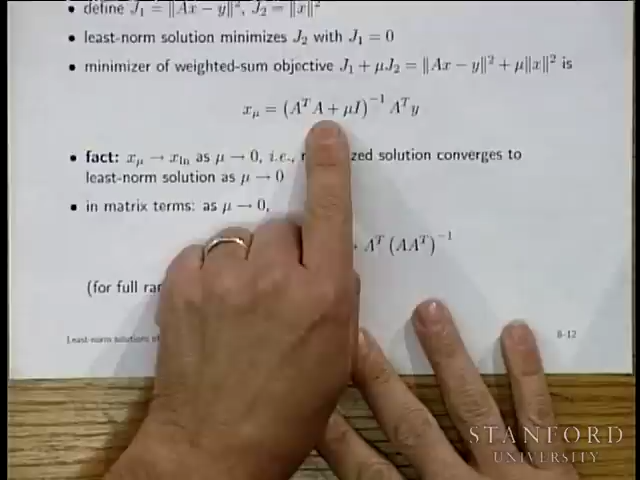 • define J₁ = ‖Ax − y‖², J₂ = ‖x‖²
• least-norm solution minimizes J₂ with J₁ = 0
• minimizer of weighted-sum objective J₁ + μJ₂ = ‖Ax − y‖² + μ‖x‖² is
x_μ = (AᵀA + μI)⁻¹ Aᵀy
• fact: x_μ → x_ln as μ → 0, i.e., zed solution converges to
least-norm solution as μ → 0
• in matrix terms: as μ → 0,
Aᵀ (AAᵀ)⁻¹
(for full ra
Least-norm solutions of
8-12
STANFORD
UNIVERSITY